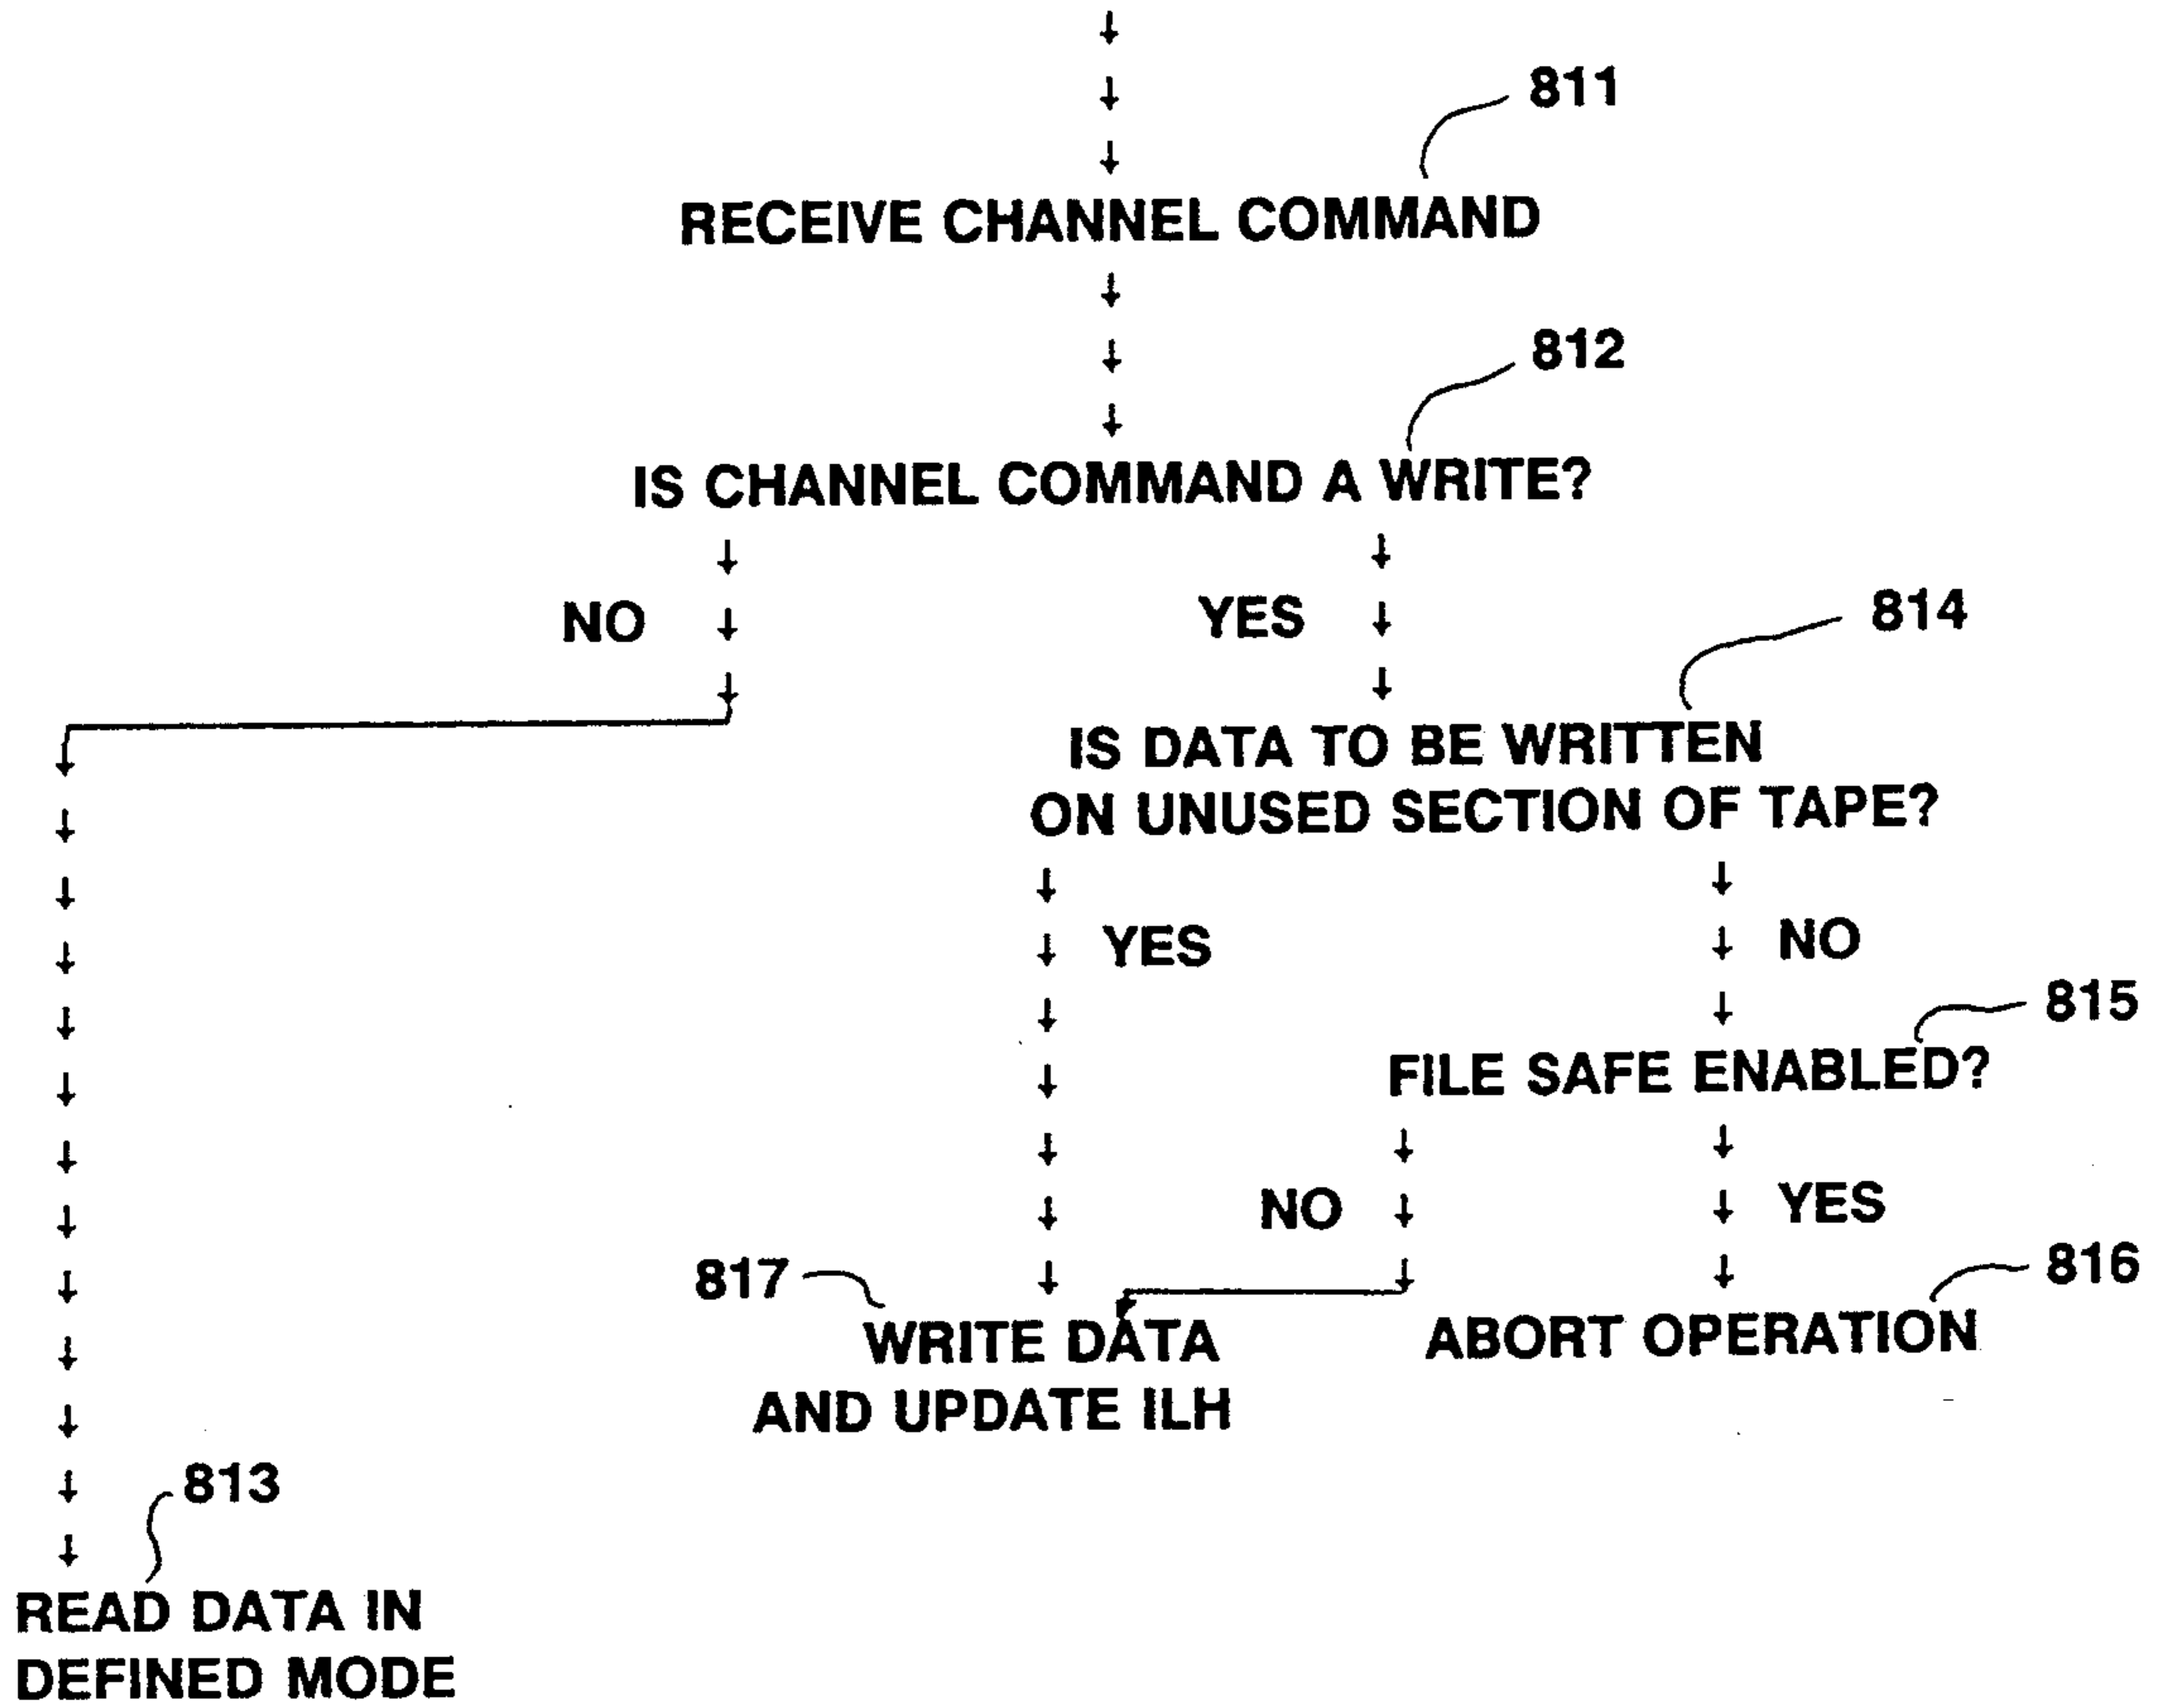 811
RECEIVE CHANNEL COMMAND
812
IS CHANNEL COMMAND A WRITE?
NO
YES
814
IS DATA TO BE WRITTEN
ON UNUSED SECTION OF TAPE?
YES
NO
815
FILE SAFE ENABLED?
NO
YES
817
816
WRITE DATA
AND UPDATE ILH
ABORT OPERATION
813
READ DATA IN
DEFINED MODE